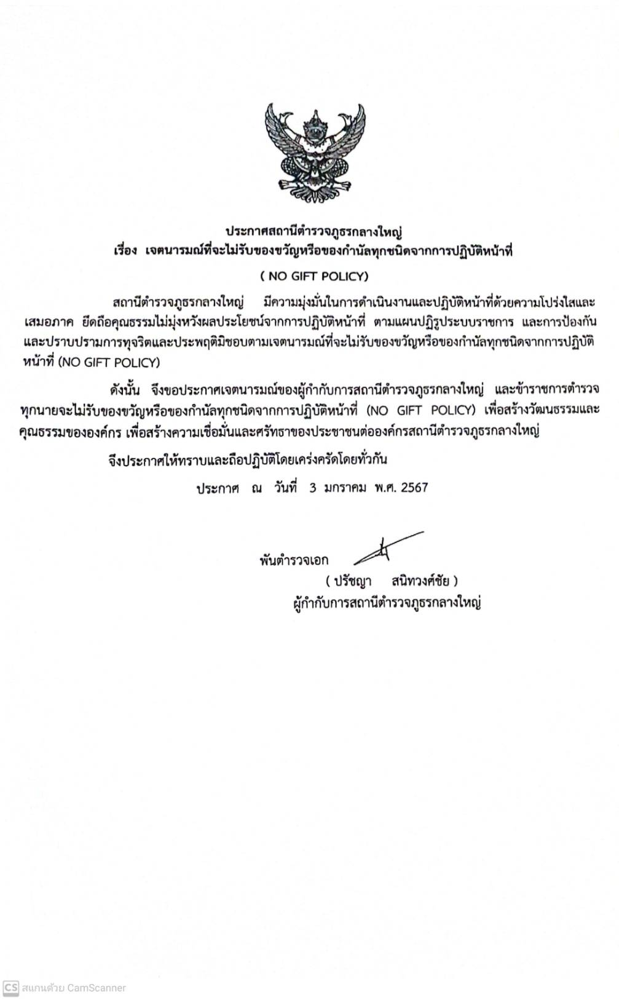 ประกาศสถานีตำรวจภูธรกลางใหญ่
เรื่อง เจตนารมณ์ที่จะไม่รับของขวัญหรือของกำนัลทุกชนิดจากการปฏิบัติหน้าที่
( NO GIFT POLICY)
สถานีตำรวจภูธรกลางใหญ่ มีความมุ่งมั่นในการดำเนินงานและปฏิบัติหน้าที่ด้วยความโปร่งใสและ
เสมอภาค ยึดถือคุณธรรมไม่มุ่งหวังผลประโยชน์จากการปฏิบัติหน้าที่ ตามแผนปฏิรูประบบราชการ และการป้องกัน
และปราบปรามการทุจริตและประพฤติมิชอบตามเจตนารมณ์ที่จะไม่รับของขวัญหรือของกำนัลทุกชนิดจากการปฏิบัติ
หน้าที่ (NO GIFT POLICY)
ดังนั้น จึงขอประกาศเจตนารมณ์ของผู้กำกับการสถานีตำรวจภูธรกลางใหญ่ และข้าราชการตำรวจ
ทุกนายจะไม่รับของขวัญหรือของกำนัลทุกชนิดจากการปฏิบัติหน้าที่ (NO GIFT POLICY) เพื่อสร้างวัฒนธรรมและ
คุณธรรมขององค์กร เพื่อสร้างความเชื่อมั่นและศรัทธาของประชาชนต่อองค์กรสถานีตำรวจภูธรกลางใหญ่
จึงประกาศให้ทราบและถือปฏิบัติโดยเคร่งครัดโดยทั่วกัน
ประกาศ ณ วันที่ 3 มกราคม พ.ศ. 2567
พันตำรวจเอก
( ปรัชญา สนิทวงศ์ชัย )
ผู้กำกับการสถานีตำรวจภูธรกลางใหญ่
CS สแกนด้วย CamScanner